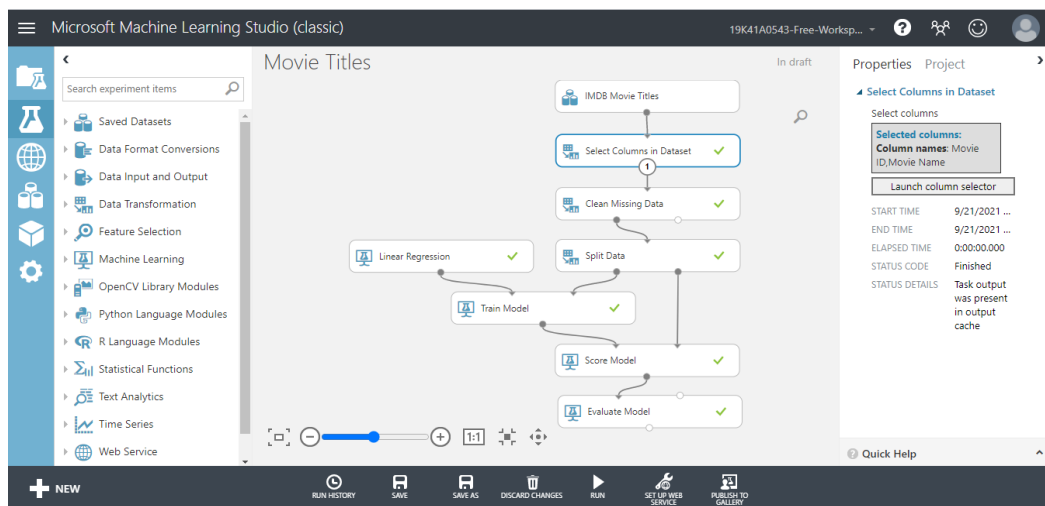 Microsoft Machine Learning Studio (classic)
19K41A0543-Free-Worksp...
?
Search experiment items
Saved Datasets
Data Format Conversions
Data Input and Output
Data Transformation
Feature Selection
Machine Learning
OpenCV Library Modules
Python Language Modules
R Language Modules
Statistical Functions
Text Analytics
Time Series
Web Service
Movie Titles
In draft
IMDB Movie Titles
Select Columns in Dataset
1
Clean Missing Data
Linear Regression
Split Data
Train Model
Score Model
Evaluate Model
1:1
Properties Project
Select Columns in Dataset
Select columns
Selected columns:
Column names: Movie
ID,Movie Name
Launch column selector
START TIME 9/21/2021 ...
END TIME 9/21/2021 ...
ELAPSED TIME 0:00:00.000
STATUS CODE Finished
STATUS DETAILS Task output
was present
in output
cache
Quick Help
NEW
RUN HISTORY
SAVE
SAVE AS
DISCARD CHANGES
RUN
SET UP WEB
SERVICE
PUBLISH TO
GALLERY